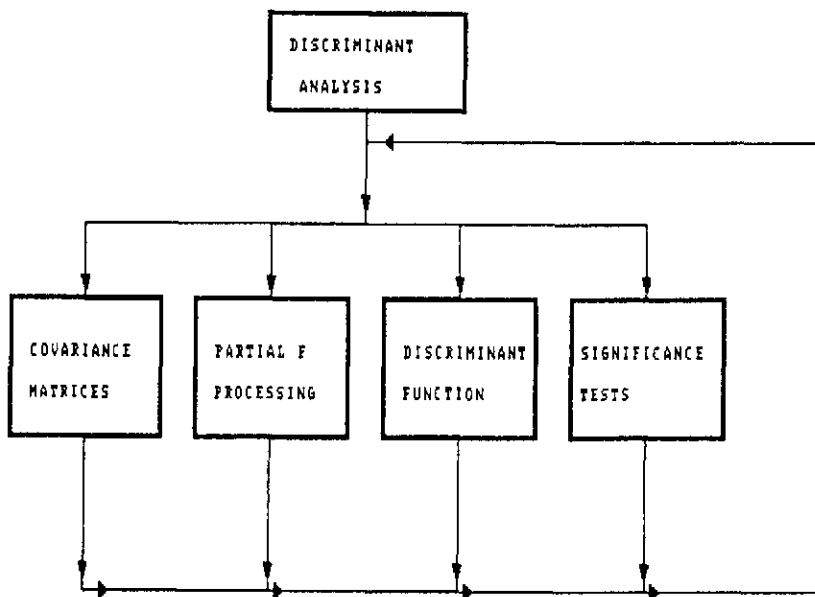 DISCRIMINANT
ANALYSIS
COVARIANCE
MATRICES
PARTIAL F
PROCESSING
DISCRIMINANT
FUNCTION
SIGNIFICANCE
TESTS